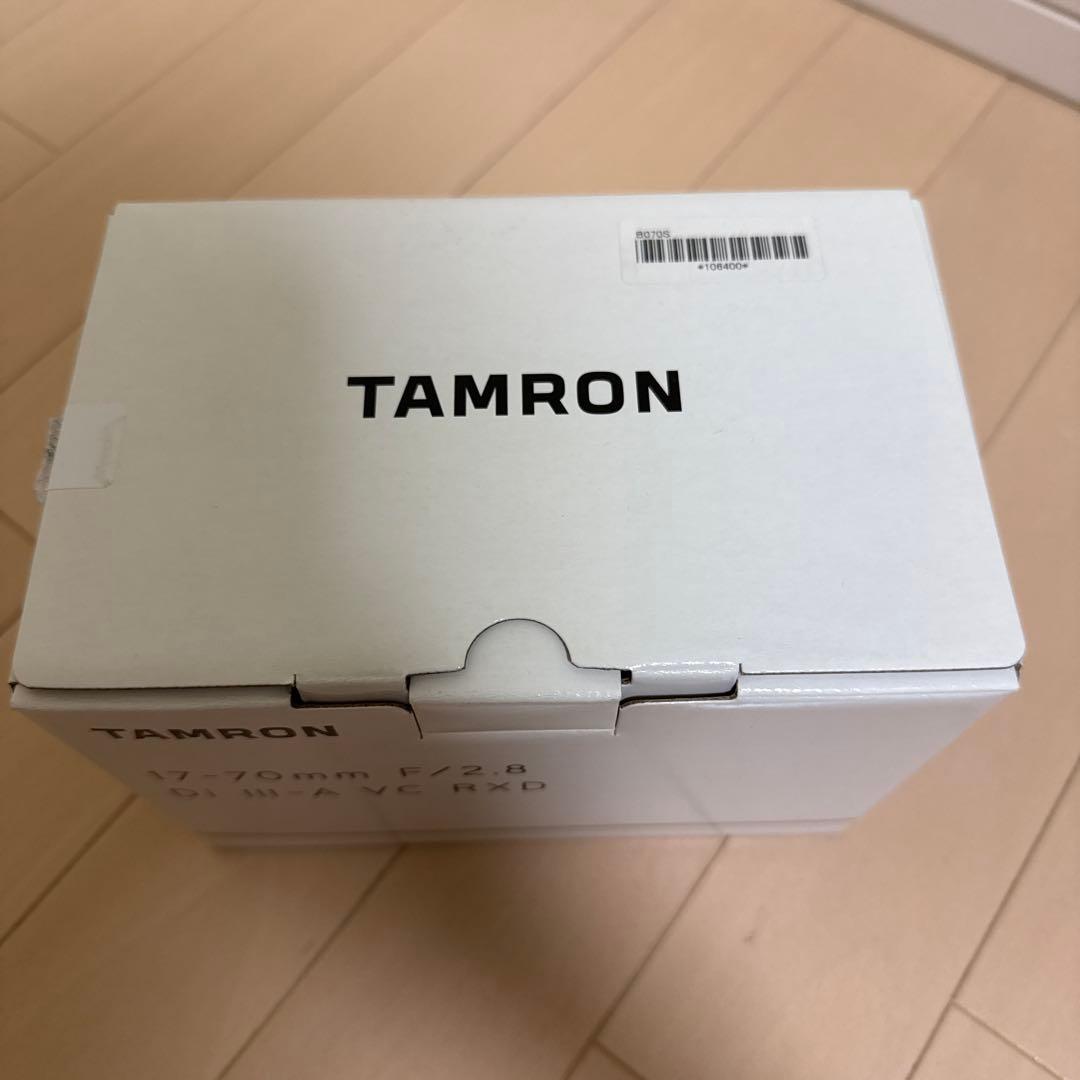 B070S
*106400*
TAMRON
TAMRON
17-70mm F/2.8
Di III-A VC RXD